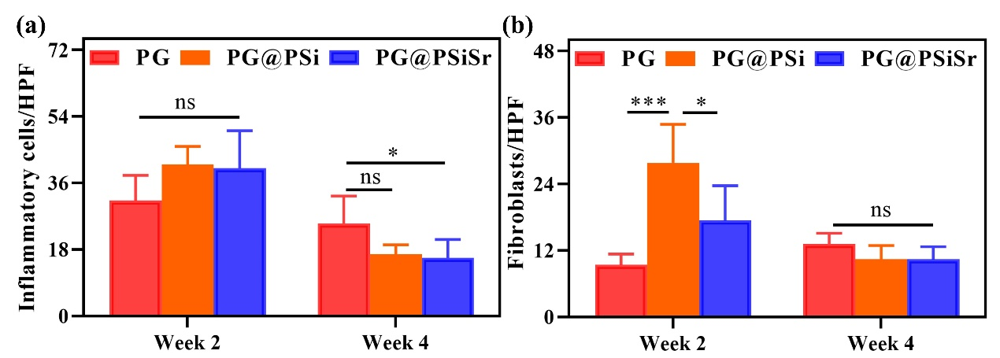 (a)
Inflammatory cells/HPF
72
54
36
18
0
PG PG@PSi PG@PSiSr
ns
*
ns
Week 2 Week 4
(b)
Fibroblasts/HPF
48
36
24
12
0
PG PG@PSi PG@PSiSr
*** *
ns
Week 2 Week 4